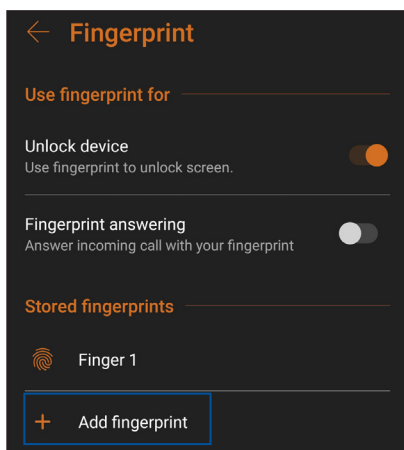 Fingerprint
Use fingerprint for
Unlock device
Use fingerprint to unlock screen.
Fingerprint answering
Answer incoming call with your fingerprint
Stored fingerprints
Finger 1
+ Add fingerprint